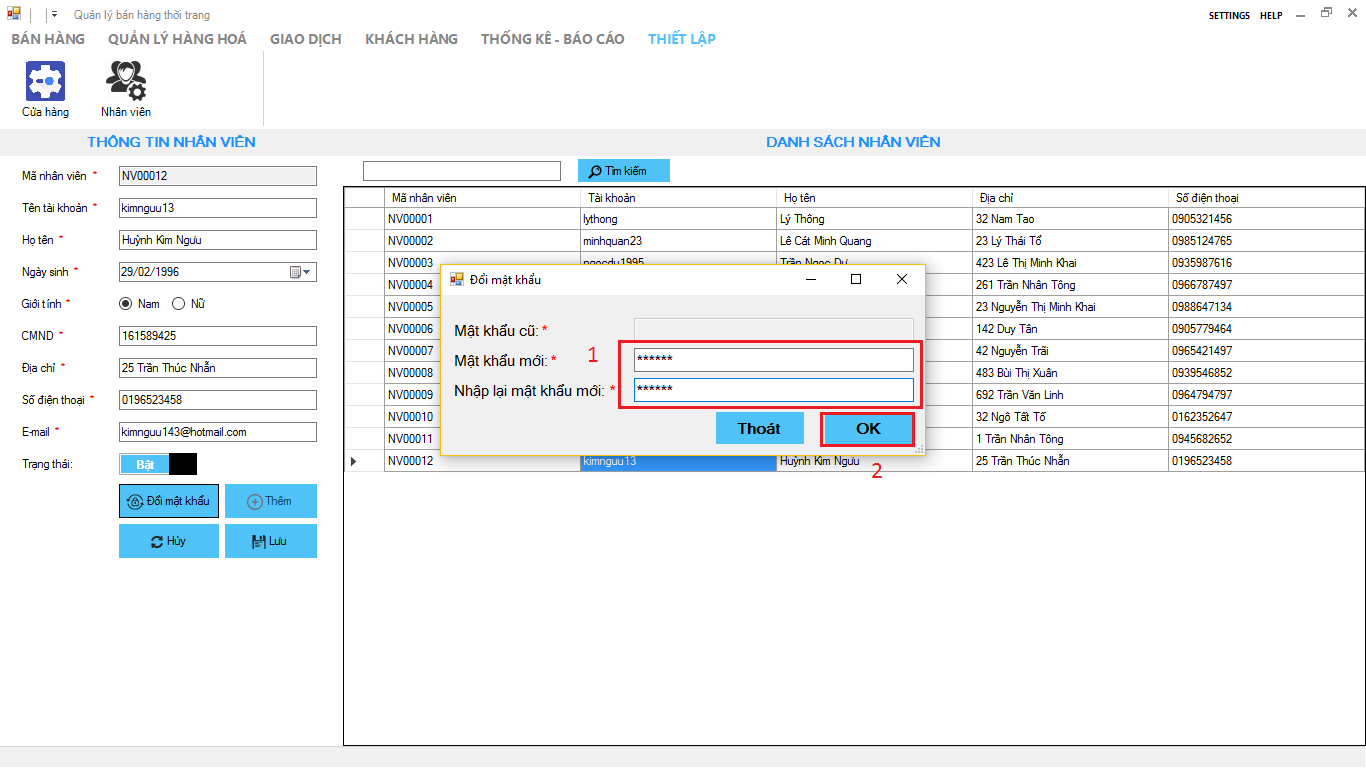 Quản lý bán hàng thời trang
SETTINGS HELP
BÁN HÀNG QUẢN LÝ HÀNG HOÁ GIAO DỊCH KHÁCH HÀNG THỐNG KÊ - BÁO CÁO THIẾT LẬP
Cửa hàng Nhân viên
THÔNG TIN NHÂN VIÊN
Mã nhân viên * NV00012
Tên tài khoản * kimnguu13
Họ tên * Huỳnh Kim Ngưu
Ngày sinh * 29/02/1996
Giới tính * Nam Nữ
CMND * 161589425
Địa chỉ * 25 Trần Thúc Nhẫn
Số điện thoại * 0196523458
E-mail * kimnguu143@hotmail.com
Trạng thái: Bật
Đổi mật khẩu Thêm
Hủy Lưu
DANH SÁCH NHÂN VIÊN
Tìm kiếm
Mã nhân viên Tài khoản Họ tên Địa chỉ Số điện thoại
NV00001 lythong Lý Thông 32 Nam Tao 0905321456
NV00002 minhquan23 Lê Cát Minh Quang 23 Lý Thái Tổ 0985124765
NV00003 ngocdu1995 Trần Ngọc Dự 423 Lê Thị Minh Khai 0935987616
NV00004 261 Trần Nhân Tông 0966787497
NV00005 23 Nguyễn Thị Minh Khai 0988647134
NV00006 142 Duy Tân 0905779464
NV00007 42 Nguyễn Trãi 0965421497
NV00008 483 Bùi Thị Xuân 0939546852
NV00009 692 Trần Văn Linh 0964794797
NV00010 32 Ngô Tất Tố 0162352647
NV00011 1 Trần Nhân Tông 0945682652
NV00012 kimnguu13 Huỳnh Kim Ngưu 25 Trần Thúc Nhẫn 0196523458
Đổi mật khẩu
Mật khẩu cũ: *
Mật khẩu mới: * 1 ******
Nhập lại mật khẩu mới: * ******
Thoát OK
2